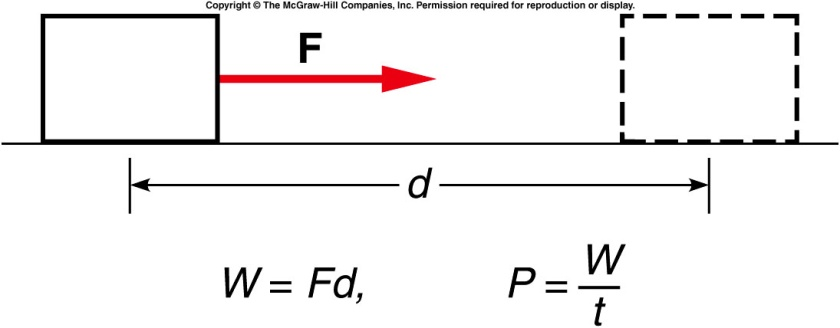 Copyright © The McGraw-Hill Companies, Inc. Permission required for reproduction or display.
F
d
W = Fd, P = W/t